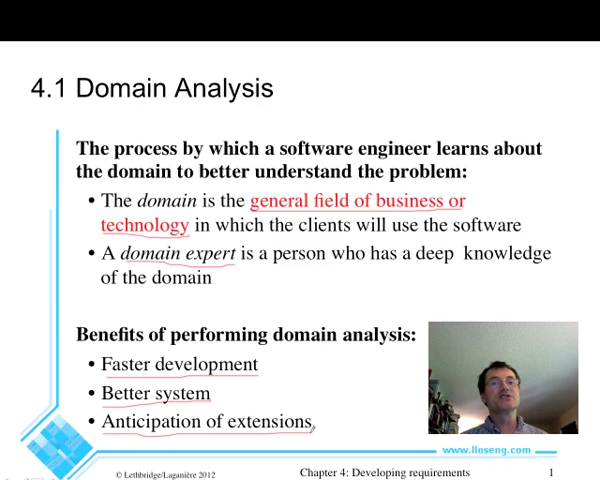 4.1 Domain Analysis
The process by which a software engineer learns about
the domain to better understand the problem:
• The domain is the general field of business or
technology in which the clients will use the software
• A domain expert is a person who has a deep knowledge
of the domain
Benefits of performing domain analysis:
• Faster development
• Better system
• Anticipation of extensions
www.lloseng.com
© Lethbridge/Laganière 2012
Chapter 4: Developing requirements
1